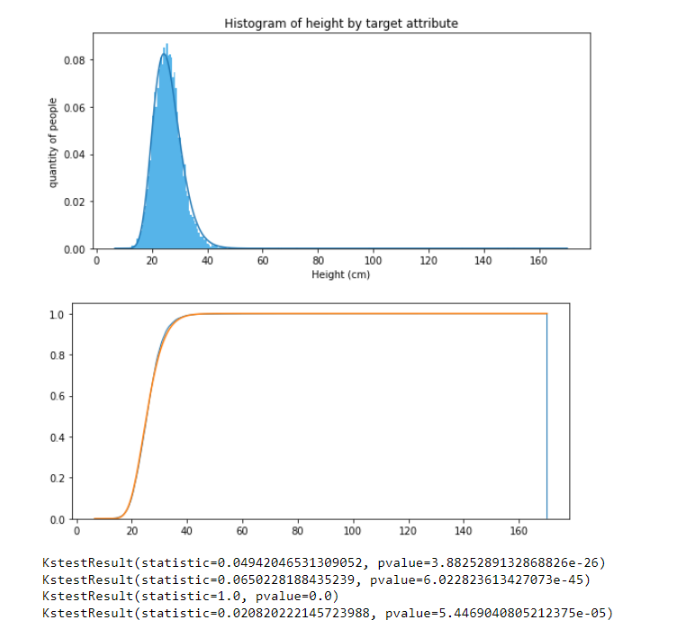 Histogram of height by target attribute
quantity of people
0.08
0.06
0.04
0.02
0.00
0 20 40 60 80 100 120 140 160
Height (cm)
1.0
0.8
0.6
0.4
0.2
0.0
0 20 40 60 80 100 120 140 160
KstestResult(statistic=0.04942046531309052, pvalue=3.8825289132868826e-26)
KstestResult(statistic=0.0650228188435239, pvalue=6.022823613427073e-45)
KstestResult(statistic=1.0, pvalue=0.0)
KstestResult(statistic=0.020820222145723988, pvalue=5.4469040805212375e-05)